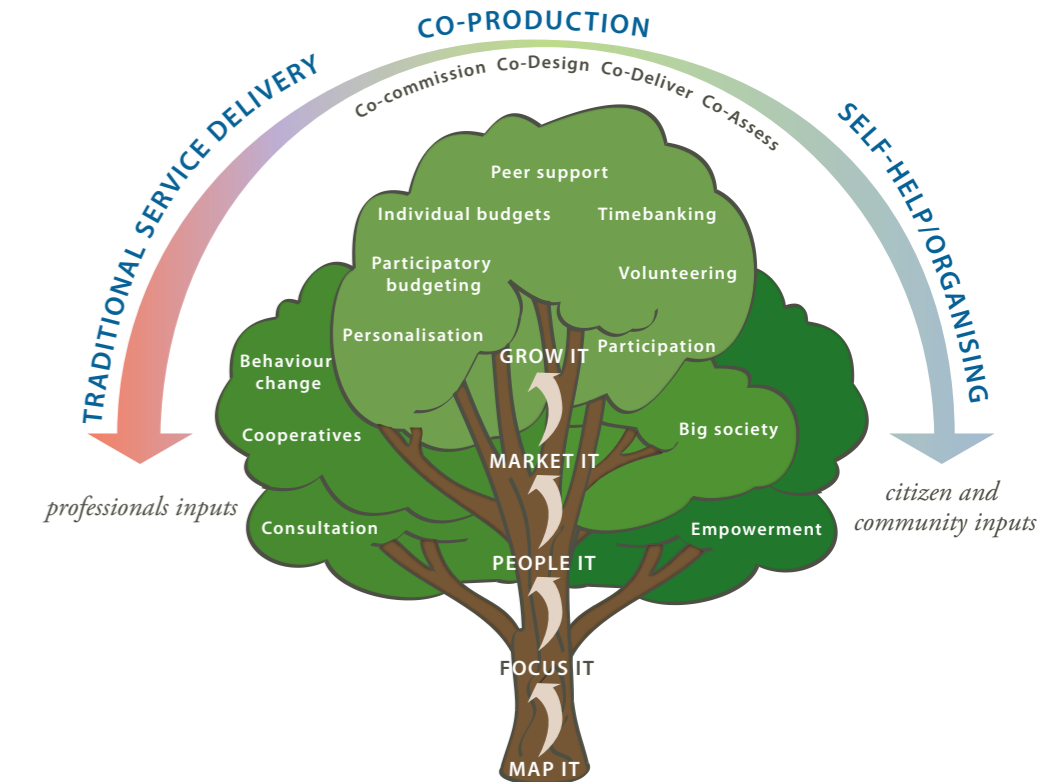 CO-PRODUCTION
TRADITIONAL SERVICE DELIVERY
SELF-HELP/ORGANISING
Co-commission Co-Design Co-Deliver Co-Assess
Peer support
Individual budgets
Timebanking
Participatory
budgeting
Volunteering
Personalisation
Participation
Behaviour
change
Cooperatives
Big society
Consultation
Empowerment
GROW IT
MARKET IT
PEOPLE IT
FOCUS IT
MAP IT
professionals inputs
citizen and
community inputs